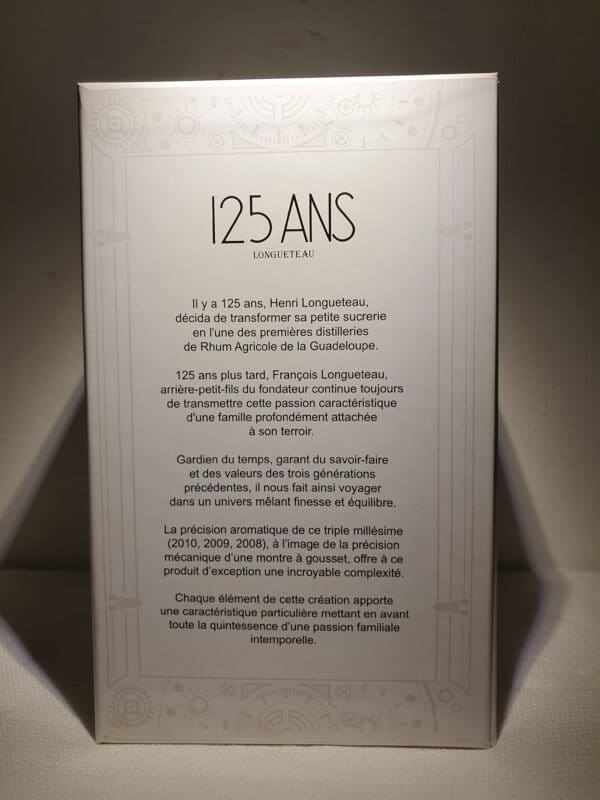 125 ANS
LONGUETEAU
Il y a 125 ans, Henri Longueteau,
décida de transformer sa petite sucrerie
en l'une des premières distilleries
de Rhum Agricole de la Guadeloupe.
125 ans plus tard, François Longueteau,
arrière-petit-fils du fondateur continue toujours
de transmettre cette passion caractéristique
d'une famille profondément attachée
à son terroir.
Gardien du temps, garant du savoir-faire
et des valeurs des trois générations
précédentes, il nous fait ainsi voyager
dans un univers mêlant finesse et équilibre.
La précision aromatique de ce triple millésime
(2010, 2009, 2008), à l’image de la précision
mécanique d’une montre à gousset, offre à ce
produit d’exception une incroyable complexité.
Chaque élément de cette création apporte
une caractéristique particulière mettant en avant
toute la quintessence d’une passion familiale
intemporelle.